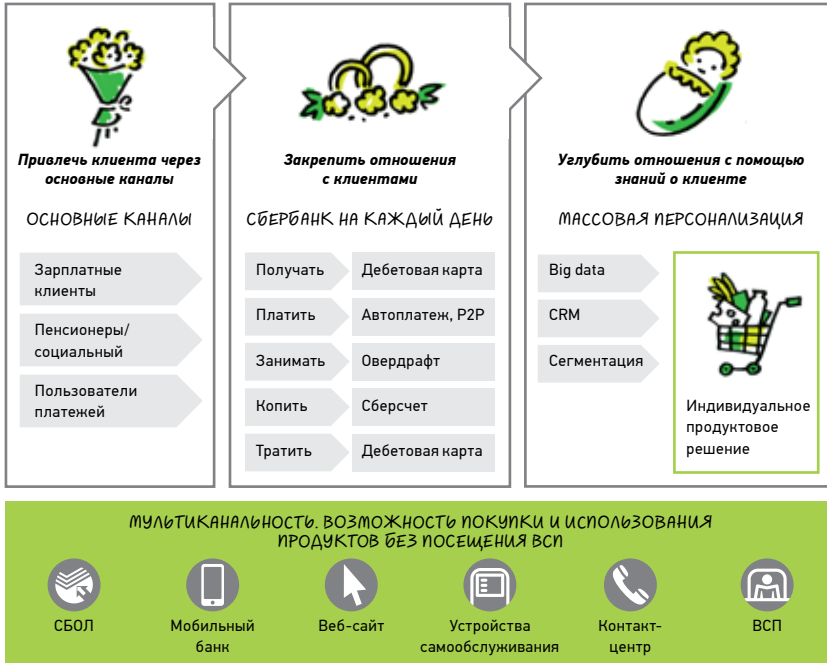 Привлечь клиента через
основные каналы
ОСНОВНЫЕ КАНАЛЫ
Зарплатные
клиенты
Пенсионеры/
социальный
Пользователи
платежей
Закрепить отношения
с клиентами
СБЕРБАНК НА КАЖДЫЙ ДЕНЬ
Получать
Дебетовая карта
Платить
Автоплатеж, P2P
Занимать
Овердрафт
Копить
Сберсчет
Тратить
Дебетовая карта
Углубить отношения с помощью
знаний о клиенте
МАССОВАЯ ПЕРСОНАЛИЗАЦИЯ
Big data
CRM
Сегментация
Индивидуальное
продуктовое
решение
МУЛЬТИКАНАЛЬНОСТЬ. ВОЗМОЖНОСТЬ ПОКУПКИ И ИСПОЛЬЗОВАНИЯ
ПРОДУКТОВ БЕЗ ПОСЕЩЕНИЯ ВСП
СБОЛ
Мобильный
банк
Веб-сайт
Устройства
самообслуживания
Контакт-
центр
ВСП